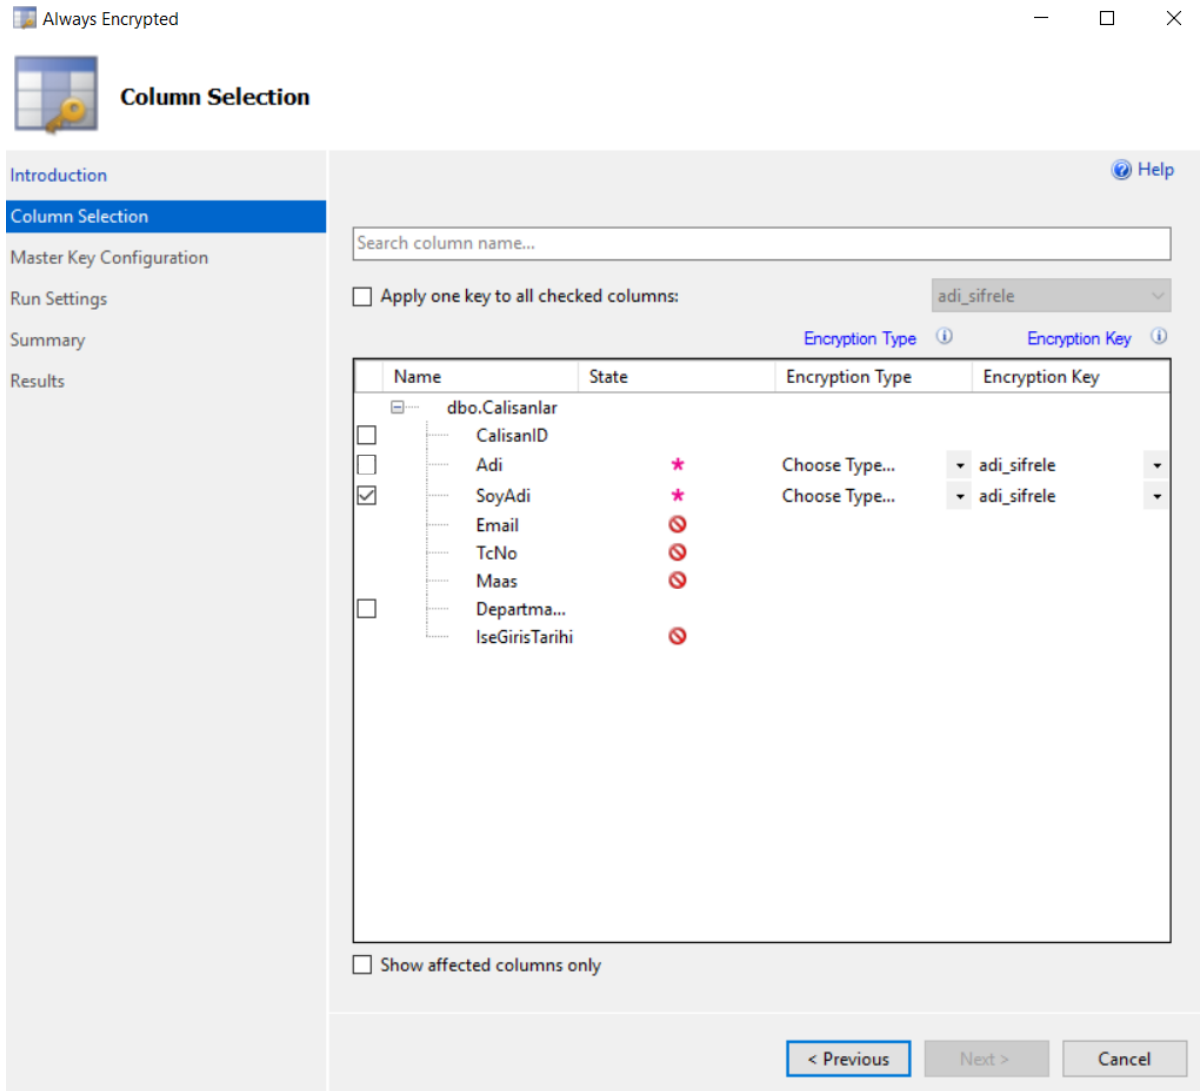 Always Encrypted
Column Selection
Introduction
Column Selection
Master Key Configuration
Run Settings
Summary
Results
Help
Search column name...
Apply one key to all checked columns:
adi_sifrele
Encryption Type
Encryption Key
Name State Encryption Type Encryption Key
dbo.Calisanlar
CalisanID
Adi * Choose Type... adi_sifrele
SoyAdi * Choose Type... adi_sifrele
Email
TcNo
Maas
Departma...
IseGirisTarihi
Show affected columns only
< Previous
Next >
Cancel